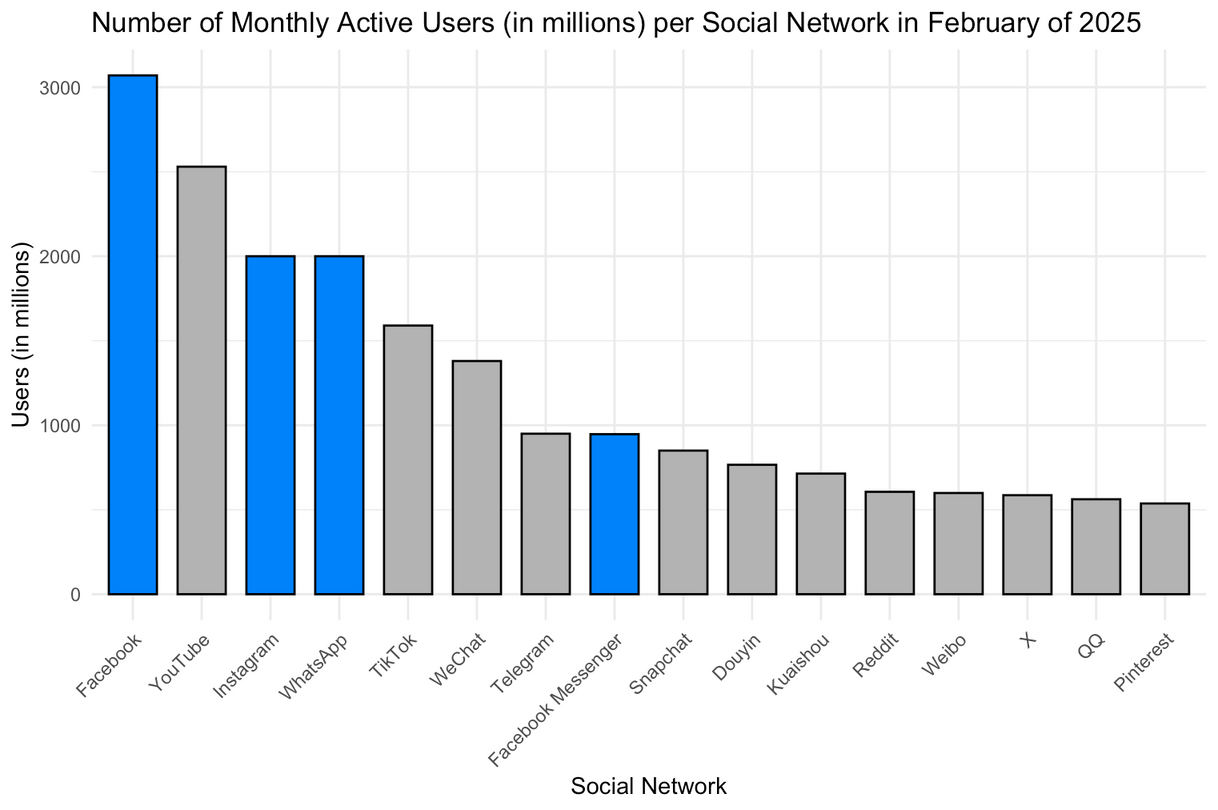 Number of Monthly Active Users (in millions) per Social Network in February of 2025
Users (in millions)
3000
2000
1000
0
Facebook
YouTube
Instagram
WhatsApp
TikTok
WeChat
Telegram
Facebook Messenger
Snapchat
Douyin
Kuaishou
Reddit
Weibo
X
QQ
Pinterest
Social Network